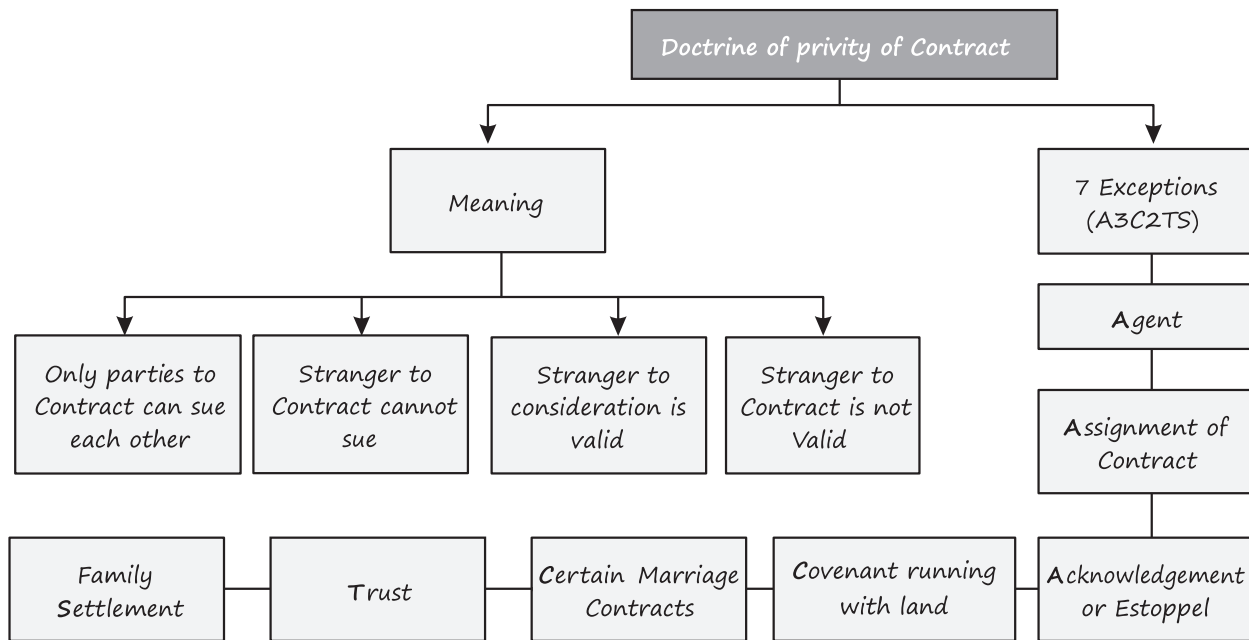 Doctrine of privity of Contract
Meaning
7 Exceptions
(A3C2TS)
Only parties to
Contract can sue
each other
Stranger to
Contract cannot
sue
Stranger to
consideration is
valid
Stranger to
Contract is not
Valid
Agent
Assignment of
Contract
Acknowledgement
or Estoppel
Covenant running
with land
Certain Marriage
Contracts
Trust
Family
Settlement